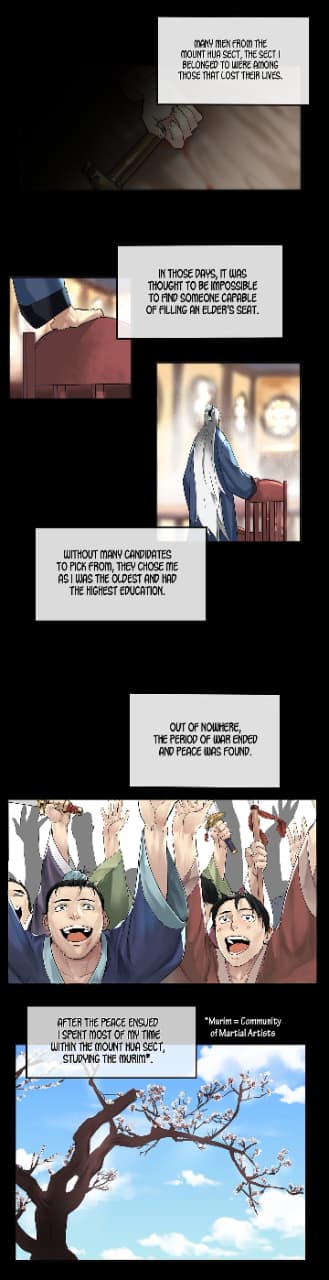 MANY MEN FROM THE
MOUNT HUA SECT, THE SECT I
BELONGED TO WERE AMONG
THOSE THAT LOST THEIR LIVES.
IN THOSE DAYS, IT WAS
THOUGHT TO BE IMPOSSIBLE
TO FIND SOMEONE CAPABLE
OF FILLING AN ELDER'S SEAT.
WITHOUT MANY CANDIDATES
TO PICK FROM, THEY CHOSE ME
AS I WAS THE OLDEST AND HAD
THE HIGHEST EDUCATION.
OUT OF NOWHERE,
THE PERIOD OF WAR ENDED
AND PEACE WAS FOUND.
AFTER THE PEACE ENSUED
I SPENT MOST OF MY TIME
WITHIN THE MOUNT HUA SECT,
STUDYING THE MURIM*.
*Murim = Community
of Martial Artists